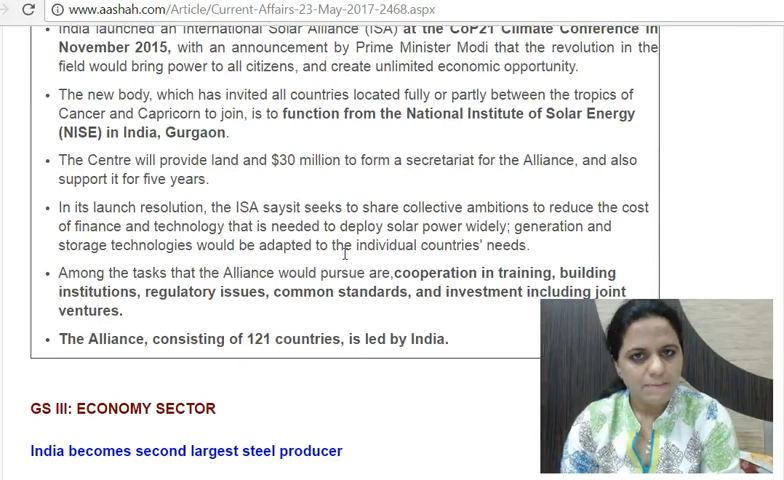 www.aashah.com/Article/Current-Affairs-23-May-2017-2468.aspx
India launched an International Solar Alliance (ISA) at the CoP21 Climate Conference in
November 2015, with an announcement by Prime Minister Modi that the revolution in the
field would bring power to all citizens, and create unlimited economic opportunity.
The new body, which has invited all countries located fully or partly between the tropics of
Cancer and Capricorn to join, is to function from the National Institute of Solar Energy
(NISE) in India, Gurgaon.
The Centre will provide land and $30 million to form a secretariat for the Alliance, and also
support it for five years.
In its launch resolution, the ISA saysit seeks to share collective ambitions to reduce the cost
of finance and technology that is needed to deploy solar power widely; generation and
storage technologies would be adapted to the individual countries' needs.
Among the tasks that the Alliance would pursue are,cooperation in training, building
institutions, regulatory issues, common standards, and investment including joint
ventures.
The Alliance, consisting of 121 countries, is led by India.
GS III: ECONOMY SECTOR
India becomes second largest steel producer